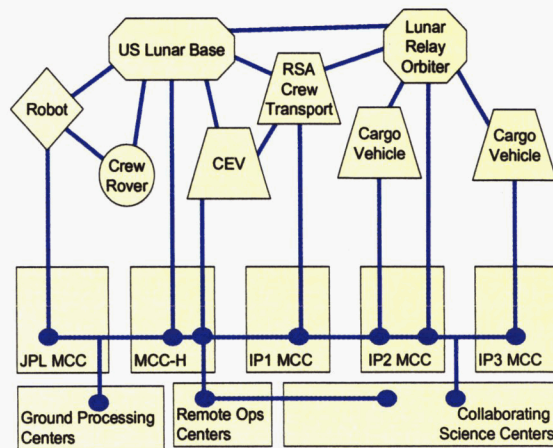 US Lunar Base
Lunar
Relay
Orbiter
RSA
Crew
Transport
Robot
Crew
Rover
CEV
Cargo
Vehicle
Cargo
Vehicle
JPL MCC
MCC-H
IP1 MCC
IP2 MCC
IP3 MCC
Ground Processing
Centers
Remote Ops
Centers
Collaborating
Science Centers